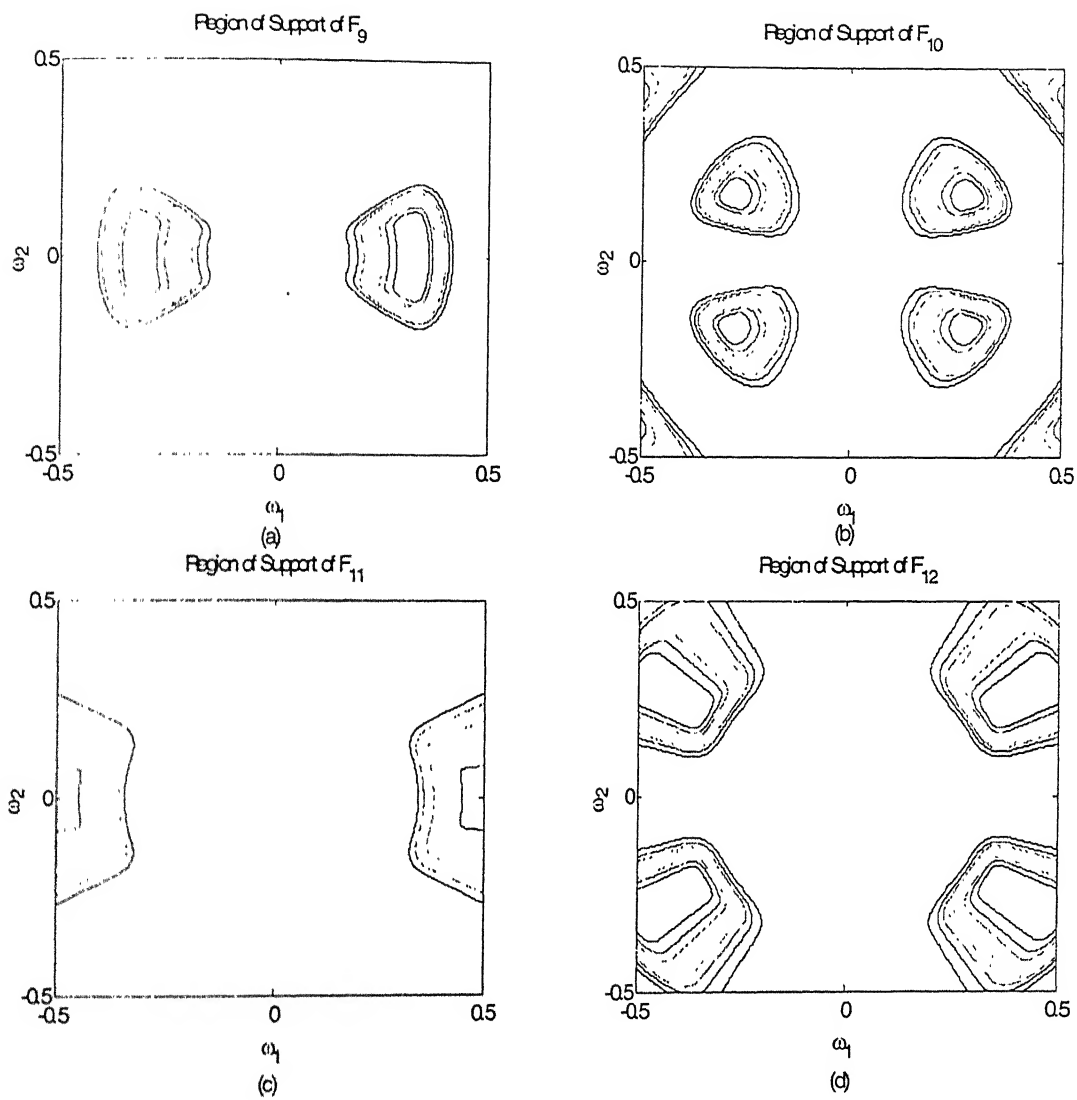 Region of Support of F9
0.5
ω2
0
-0.5
-0.5
0
0.5
ω1
(a)
Region of Support of F10
0.5
ω2
0
-0.5
-0.5
0
0.5
ω1
(b)
Region of Support of F11
0.5
ω2
0
-0.5
-0.5
0
0.5
ω1
(c)
Region of Support of F12
0.5
ω2
0
-0.5
-0.5
0
0.5
ω1
(d)